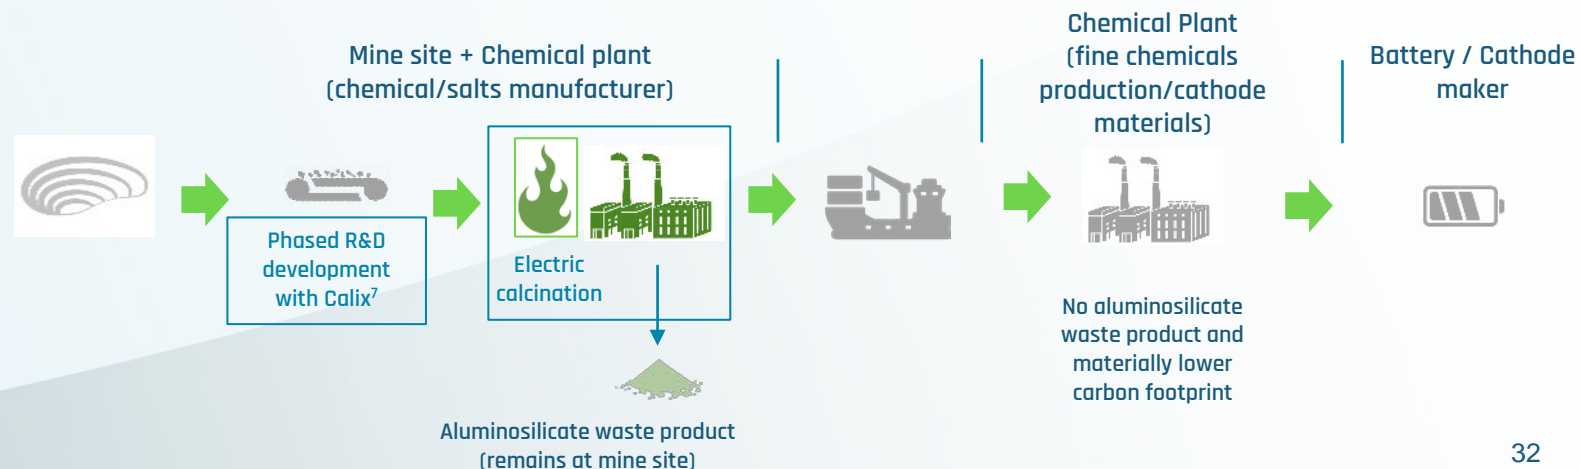 Mine site + Chemical plant
(chemical/salts manufacturer)
Chemical Plant
(fine chemicals
production/cathode
materials)
Battery / Cathode
maker
Phased R&D
development
with Calix⁷
Electric
calcination
No aluminosilicate
waste product and
materially lower
carbon footprint
Aluminosilicate waste product
(remains at mine site)
32